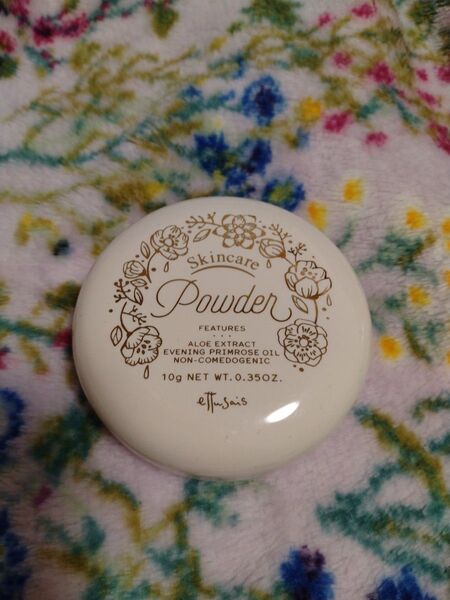 Skincare
Powder
FEATURES
ALOE EXTRACT
EVENING PRIMROSE OIL
NON-COMEDOGENIC
10g NET WT. 0.35OZ.
ettusais